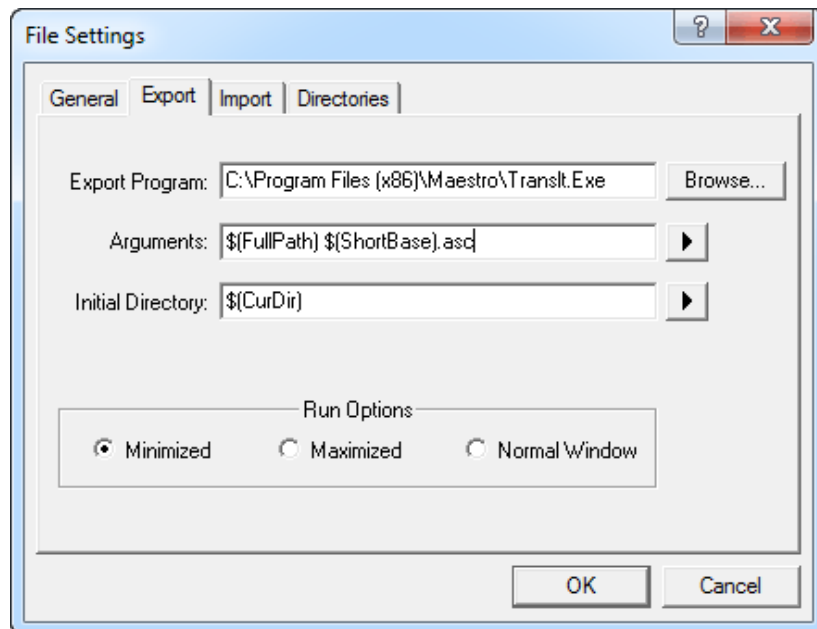 File Settings
General Export Import Directories
Export Program: C:\Program Files (x86)\Maestro\TransIt.Exe Browse...
Arguments: $(FullPath) $(ShortBase).asc
Initial Directory: $(CurDir)
Run Options
Minimized Maximized Normal Window
OK Cancel